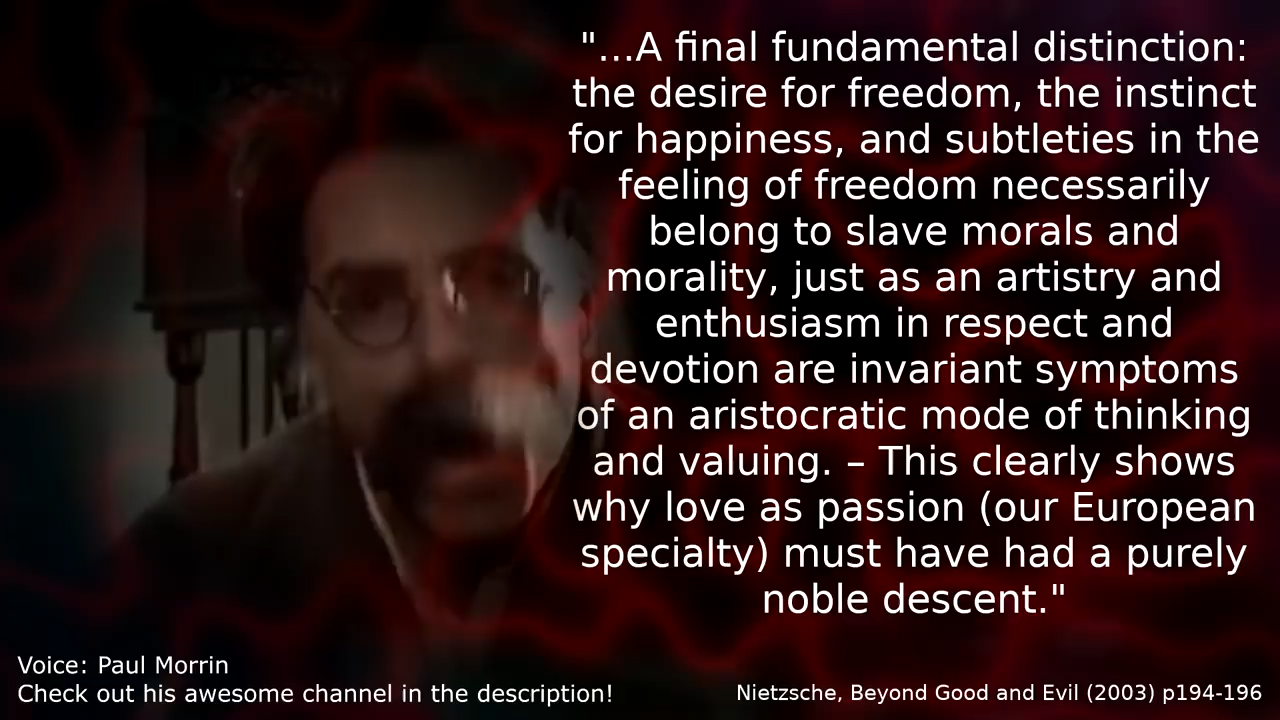 "...A final fundamental distinction:
the desire for freedom, the instinct
for happiness, and subtleties in the
feeling of freedom necessarily
belong to slave morals and
morality, just as an artistry and
enthusiasm in respect and
devotion are invariant symptoms
of an aristocratic mode of thinking
and valuing. – This clearly shows
why love as passion (our European
specialty) must have had a purely
noble descent."
Voice: Paul Morrin
Check out his awesome channel in the description!
Nietzsche, Beyond Good and Evil (2003) p194-196